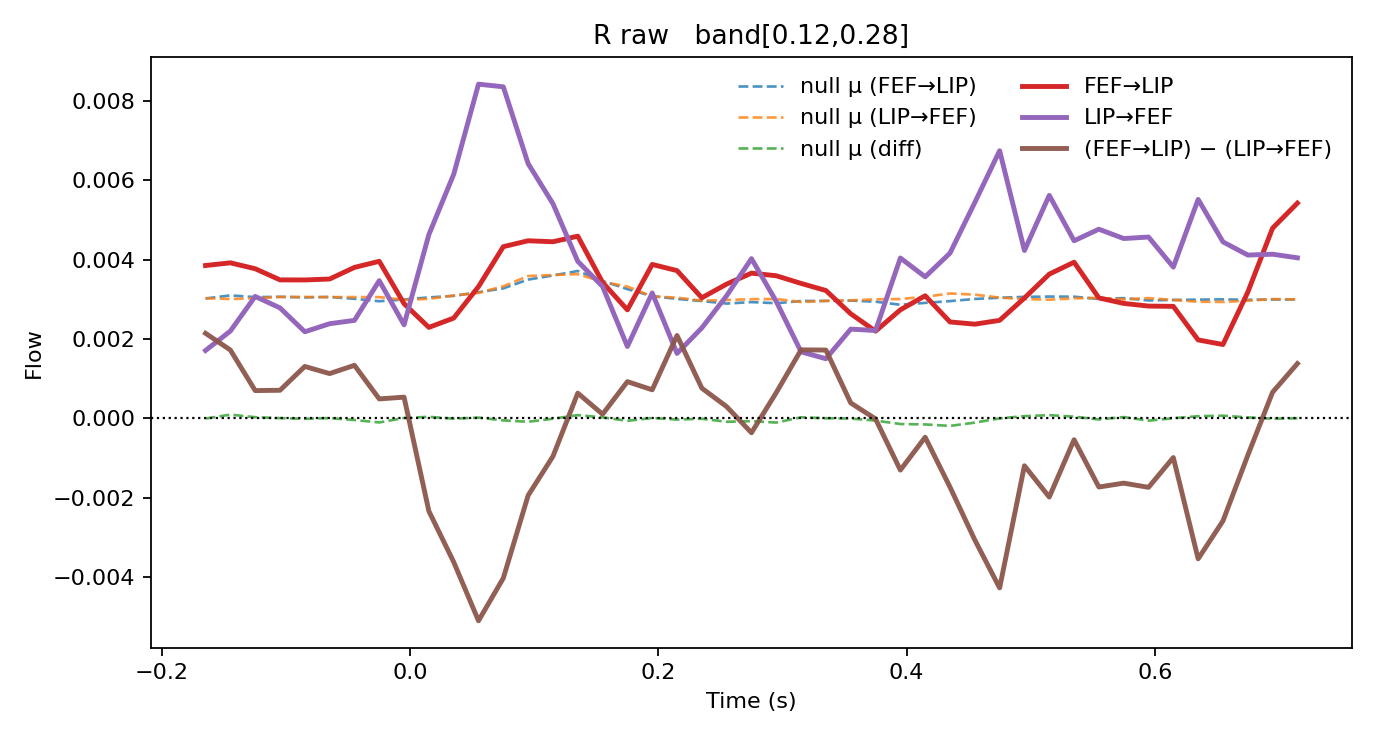 R raw   band[0.12,0.28]
null μ (FEF→LIP)
null μ (LIP→FEF)
null μ (diff)
FEF→LIP
LIP→FEF
(FEF→LIP) − (LIP→FEF)
Flow
0.008
0.006
0.004
0.002
0.000
−0.002
−0.004
−0.2
0.0
0.2
0.4
0.6
Time (s)